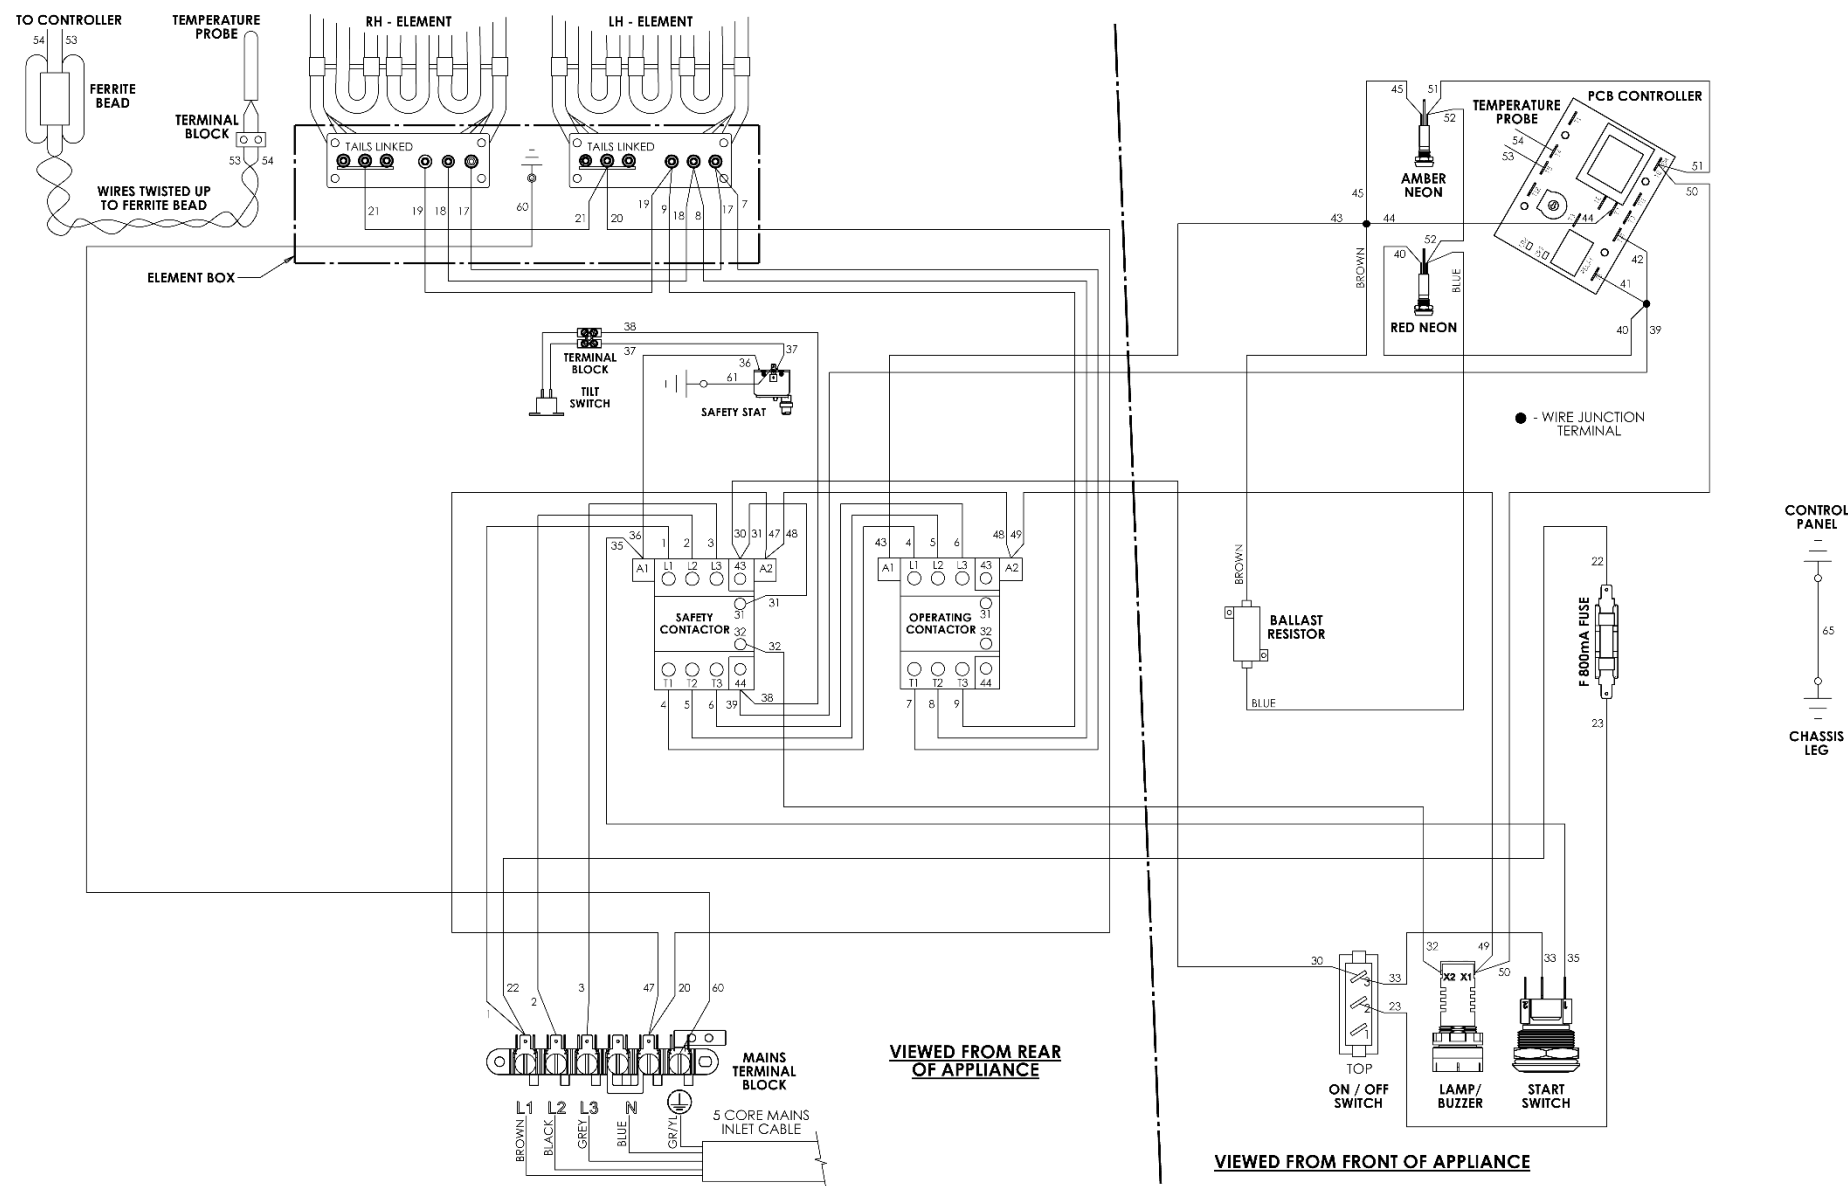 TO CONTROLLER
54 53
FERRITE
BEAD
TEMPERATURE
PROBE
TERMINAL
BLOCK
53 54
WIRES TWISTED UP
TO FERRITE BEAD
RH - ELEMENT
LH - ELEMENT
TAILS LINKED
TAILS LINKED
21 19 18 17 60 21 20 19 9 18 8 17 7
ELEMENT BOX
38
37
TERMINAL
BLOCK
TILT
SWITCH
36
37
61
SAFETY STAT
45 51
52
AMBER
NEON
45
43 44
BROWN
40
52
BLUE
RED NEON
PCB CONTROLLER
TEMPERATURE
PROBE
54
53
51
50
44
42
41
40 39
- WIRE JUNCTION
TERMINAL
35 36 1 2 3 30 31 47 48
A1 L1 L2 L3 43 A2
31
31
SAFETY
CONTACTOR
32
32
T1 T2 T3 44
4 5 6 39 38
43 4 5 6 48 49
A1 L1 L2 L3 43 A2
31
OPERATING
CONTACTOR
32
T1 T2 T3 44
7 8 9
BROWN
BALLAST
RESISTOR
BLUE
22
F 800mA FUSE
23
CONTROL
PANEL
65
CHASSIS
LEG
1 22 2 3 47 20 60
MAINS
TERMINAL
BLOCK
L1 L2 L3 N
BROWN
BLACK
GREY
BLUE
GR/YL
5 CORE MAINS
INLET CABLE
VIEWED FROM REAR
OF APPLIANCE
30
3
33
2
23
1
TOP
ON / OFF
SWITCH
32 49
50
X2 X1
LAMP/
BUZZER
33 35
START
SWITCH
VIEWED FROM FRONT OF APPLIANCE